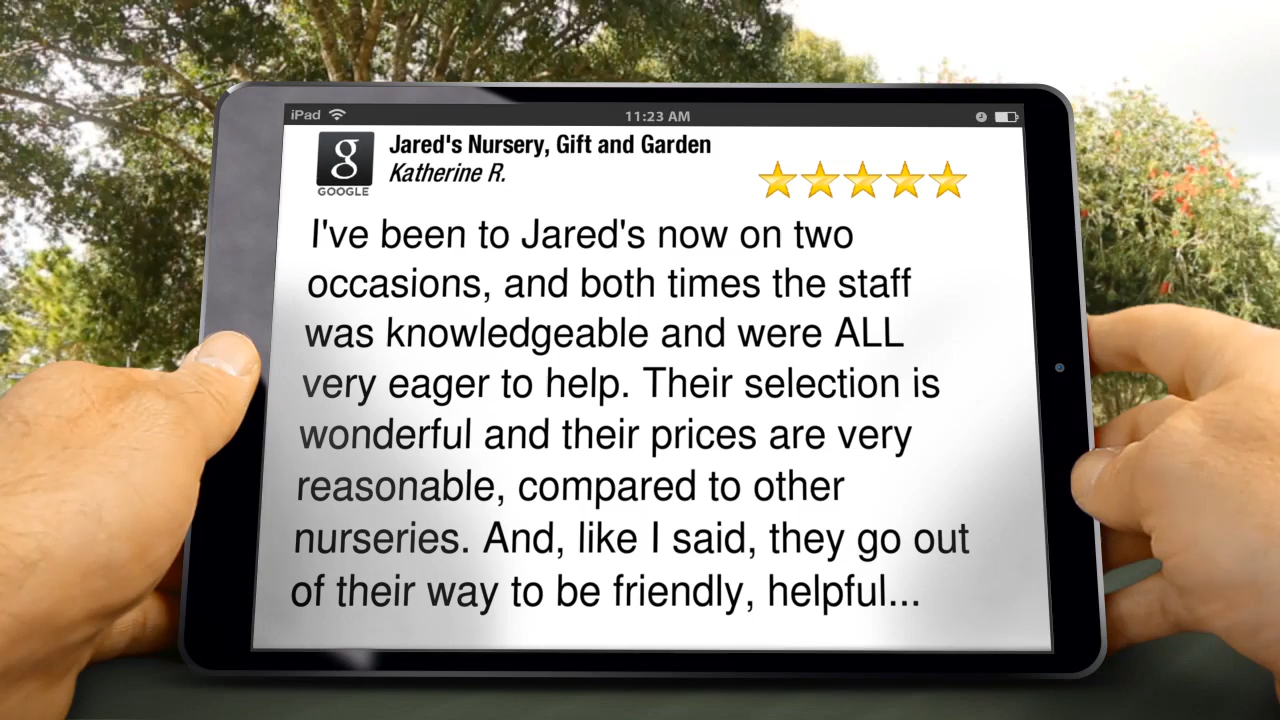 iPad 11:23 AM
g
GOOGLE
Jared's Nursery, Gift and Garden
Katherine R.
I've been to Jared's now on two
occasions, and both times the staff
was knowledgeable and were ALL
very eager to help. Their selection is
wonderful and their prices are very
reasonable, compared to other
nurseries. And, like I said, they go out
of their way to be friendly, helpful...